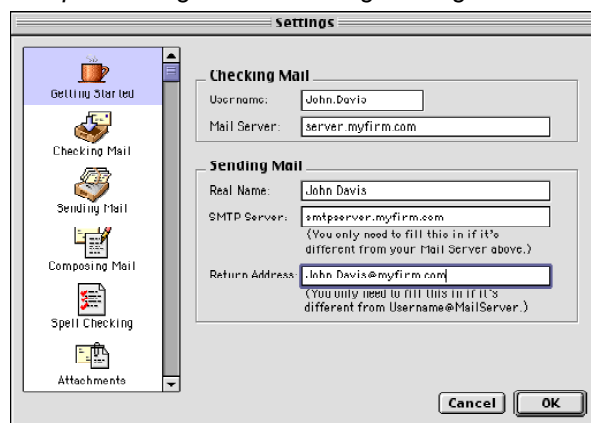 Settings
Getting Started
Checking Mail
Sending Mail
Composing Mail
Spell Checking
Attachments
Checking Mail
Username: John.Davis
Mail Server: server.myfirm.com
Sending Mail
Real Name: John Davis
SMTP Server: smtpserver.myfirm.com
(You only need to fill this in if it's
different from your Mail Server above.)
Return Address: John.Davis@myfirm.com
(You only need to fill this in if it's
different from Username@MailServer.)
Cancel OK